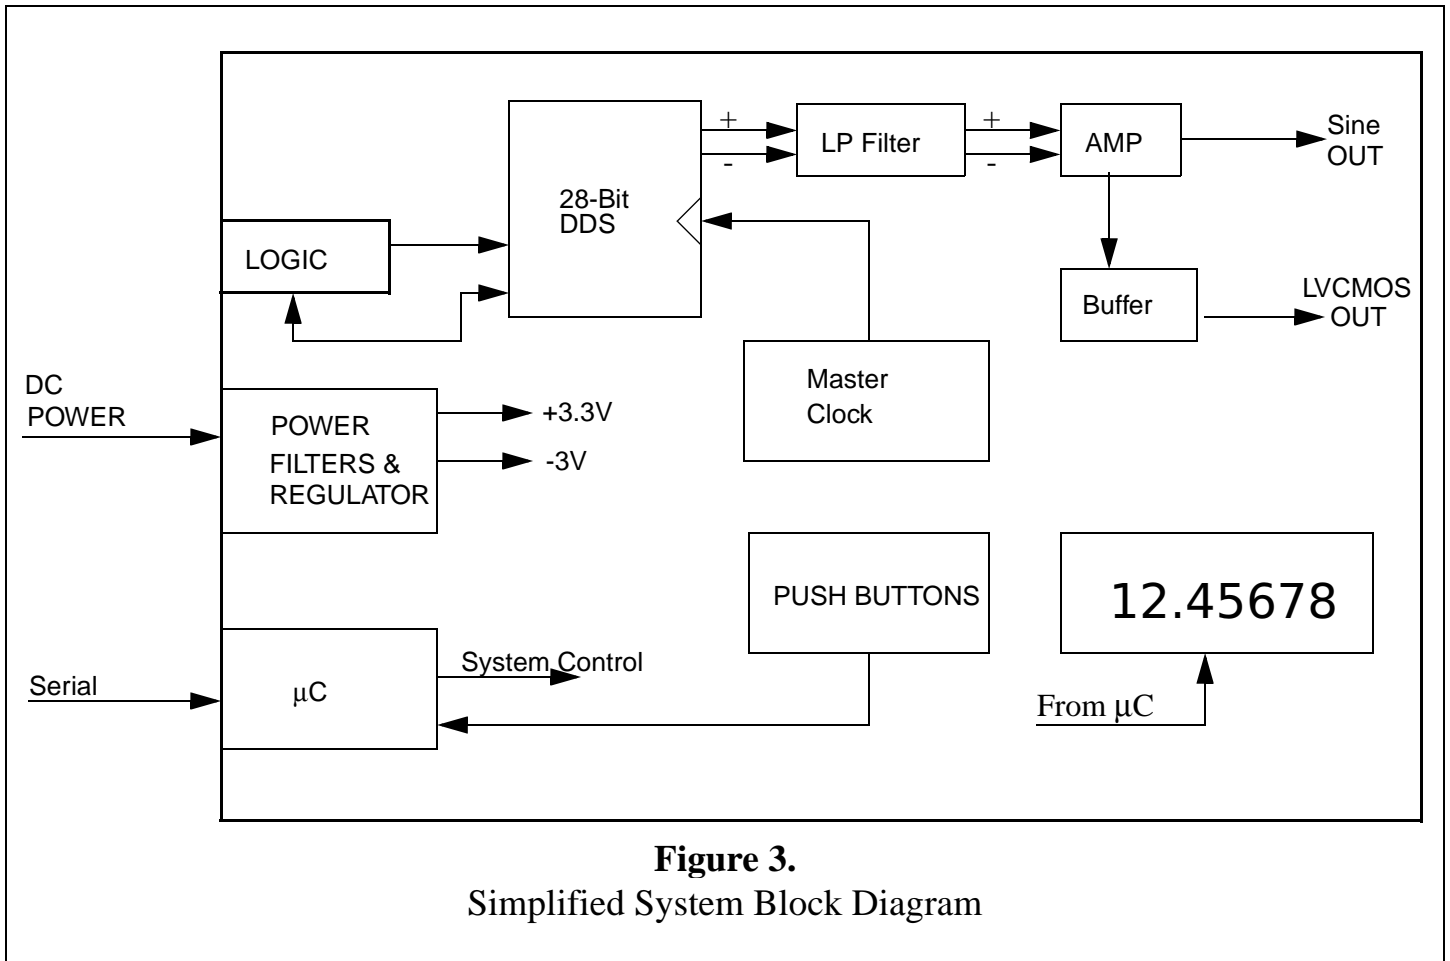 +
+
-
-
LP Filter
AMP
Sine
OUT
28-Bit
DDS
LOGIC
Buffer
LVCMOS
OUT
Master
Clock
DC
POWER
POWER
FILTERS &
REGULATOR
+3.3V
-3V
PUSH BUTTONS
12.45678
Serial
μC
System Control
From μC
Figure 3.
Simplified System Block Diagram